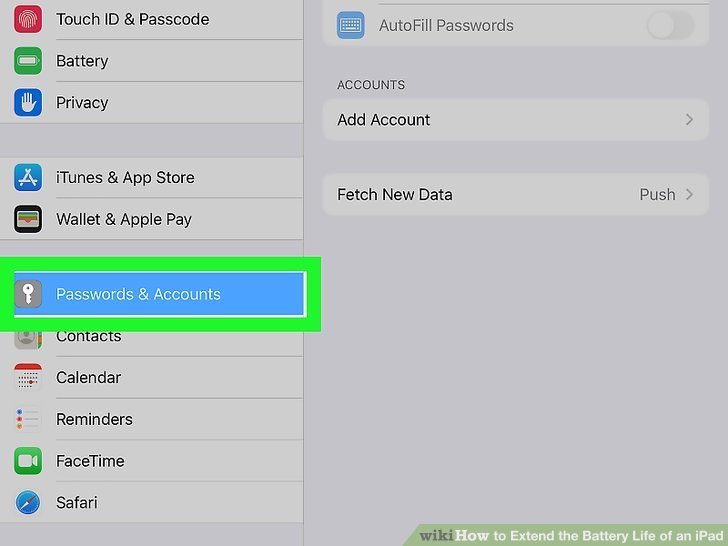 Touch ID & Passcode
Battery
Privacy
iTunes & App Store
Wallet & Apple Pay
Passwords & Accounts
Contacts
Calendar
Reminders
FaceTime
Safari
AutoFill Passwords
ACCOUNTS
Add Account
Fetch New Data Push
wikiHow to Extend the Battery Life of an iPad